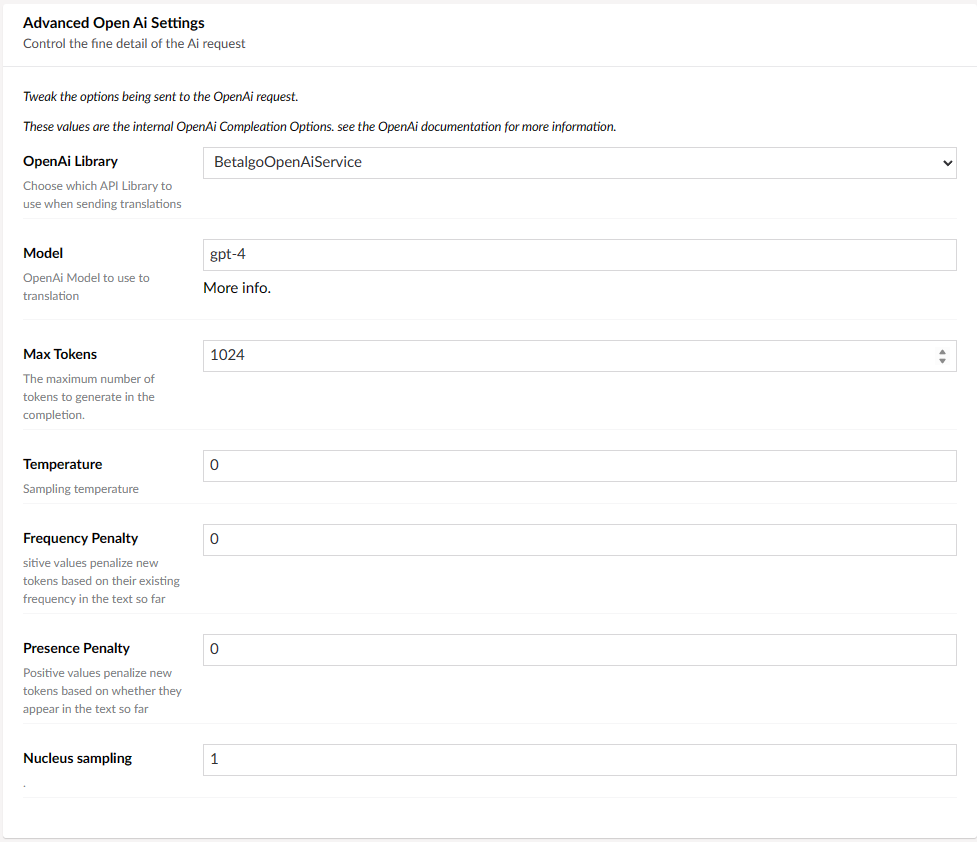 Advanced Open Ai Settings
Control the fine detail of the Ai request
Tweak the options being sent to the OpenAi request.
These values are the internal OpenAi Compleation Options. see the OpenAi documentation for more information.
OpenAi Library
Choose which API Library to
use when sending translations
BetalgoOpenAiService
Model
OpenAi Model to use to
translation
gpt-4
More info.
Max Tokens
The maximum number of
tokens to generate in the
completion.
1024
Temperature
Sampling temperature
0
Frequency Penalty
sitive values penalize new
tokens based on their existing
frequency in the text so far
0
Presence Penalty
Positive values penalize new
tokens based on whether they
appear in the text so far
0
Nucleus sampling
.
1